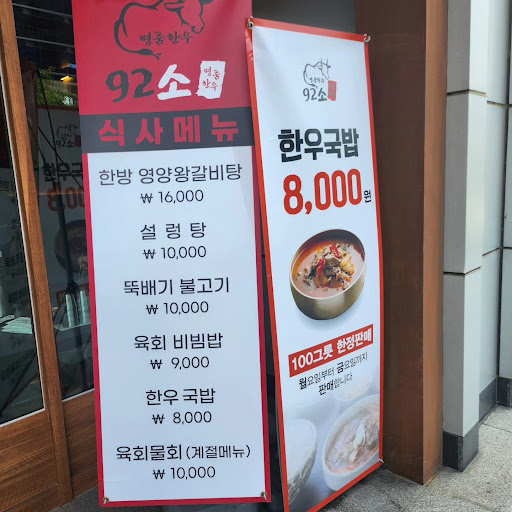 명품한우
92소
명품
한우
식사메뉴
한방 영양왕갈비탕
₩ 16,000
설렁탕
₩ 10,000
뚝배기 불고기
₩ 10,000
육회 비빔밥
₩ 9,000
한우국밥
₩ 8,000
육회물회 (계절메뉴)
₩ 10,000
명품한우
92소
한우국밥
8,000원
100그릇 한정판매
월요일부터 금요일까지
판매합니다